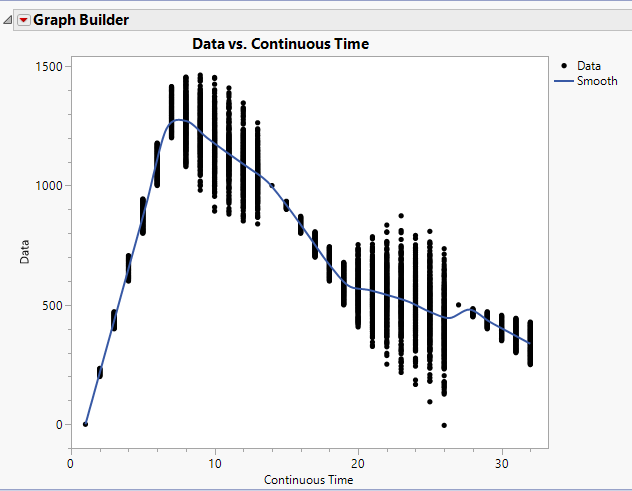 Graph Builder
Data vs. Continuous Time
1500
1000
500
0
Data
0 10 20 30
Continuous Time
Data
Smooth